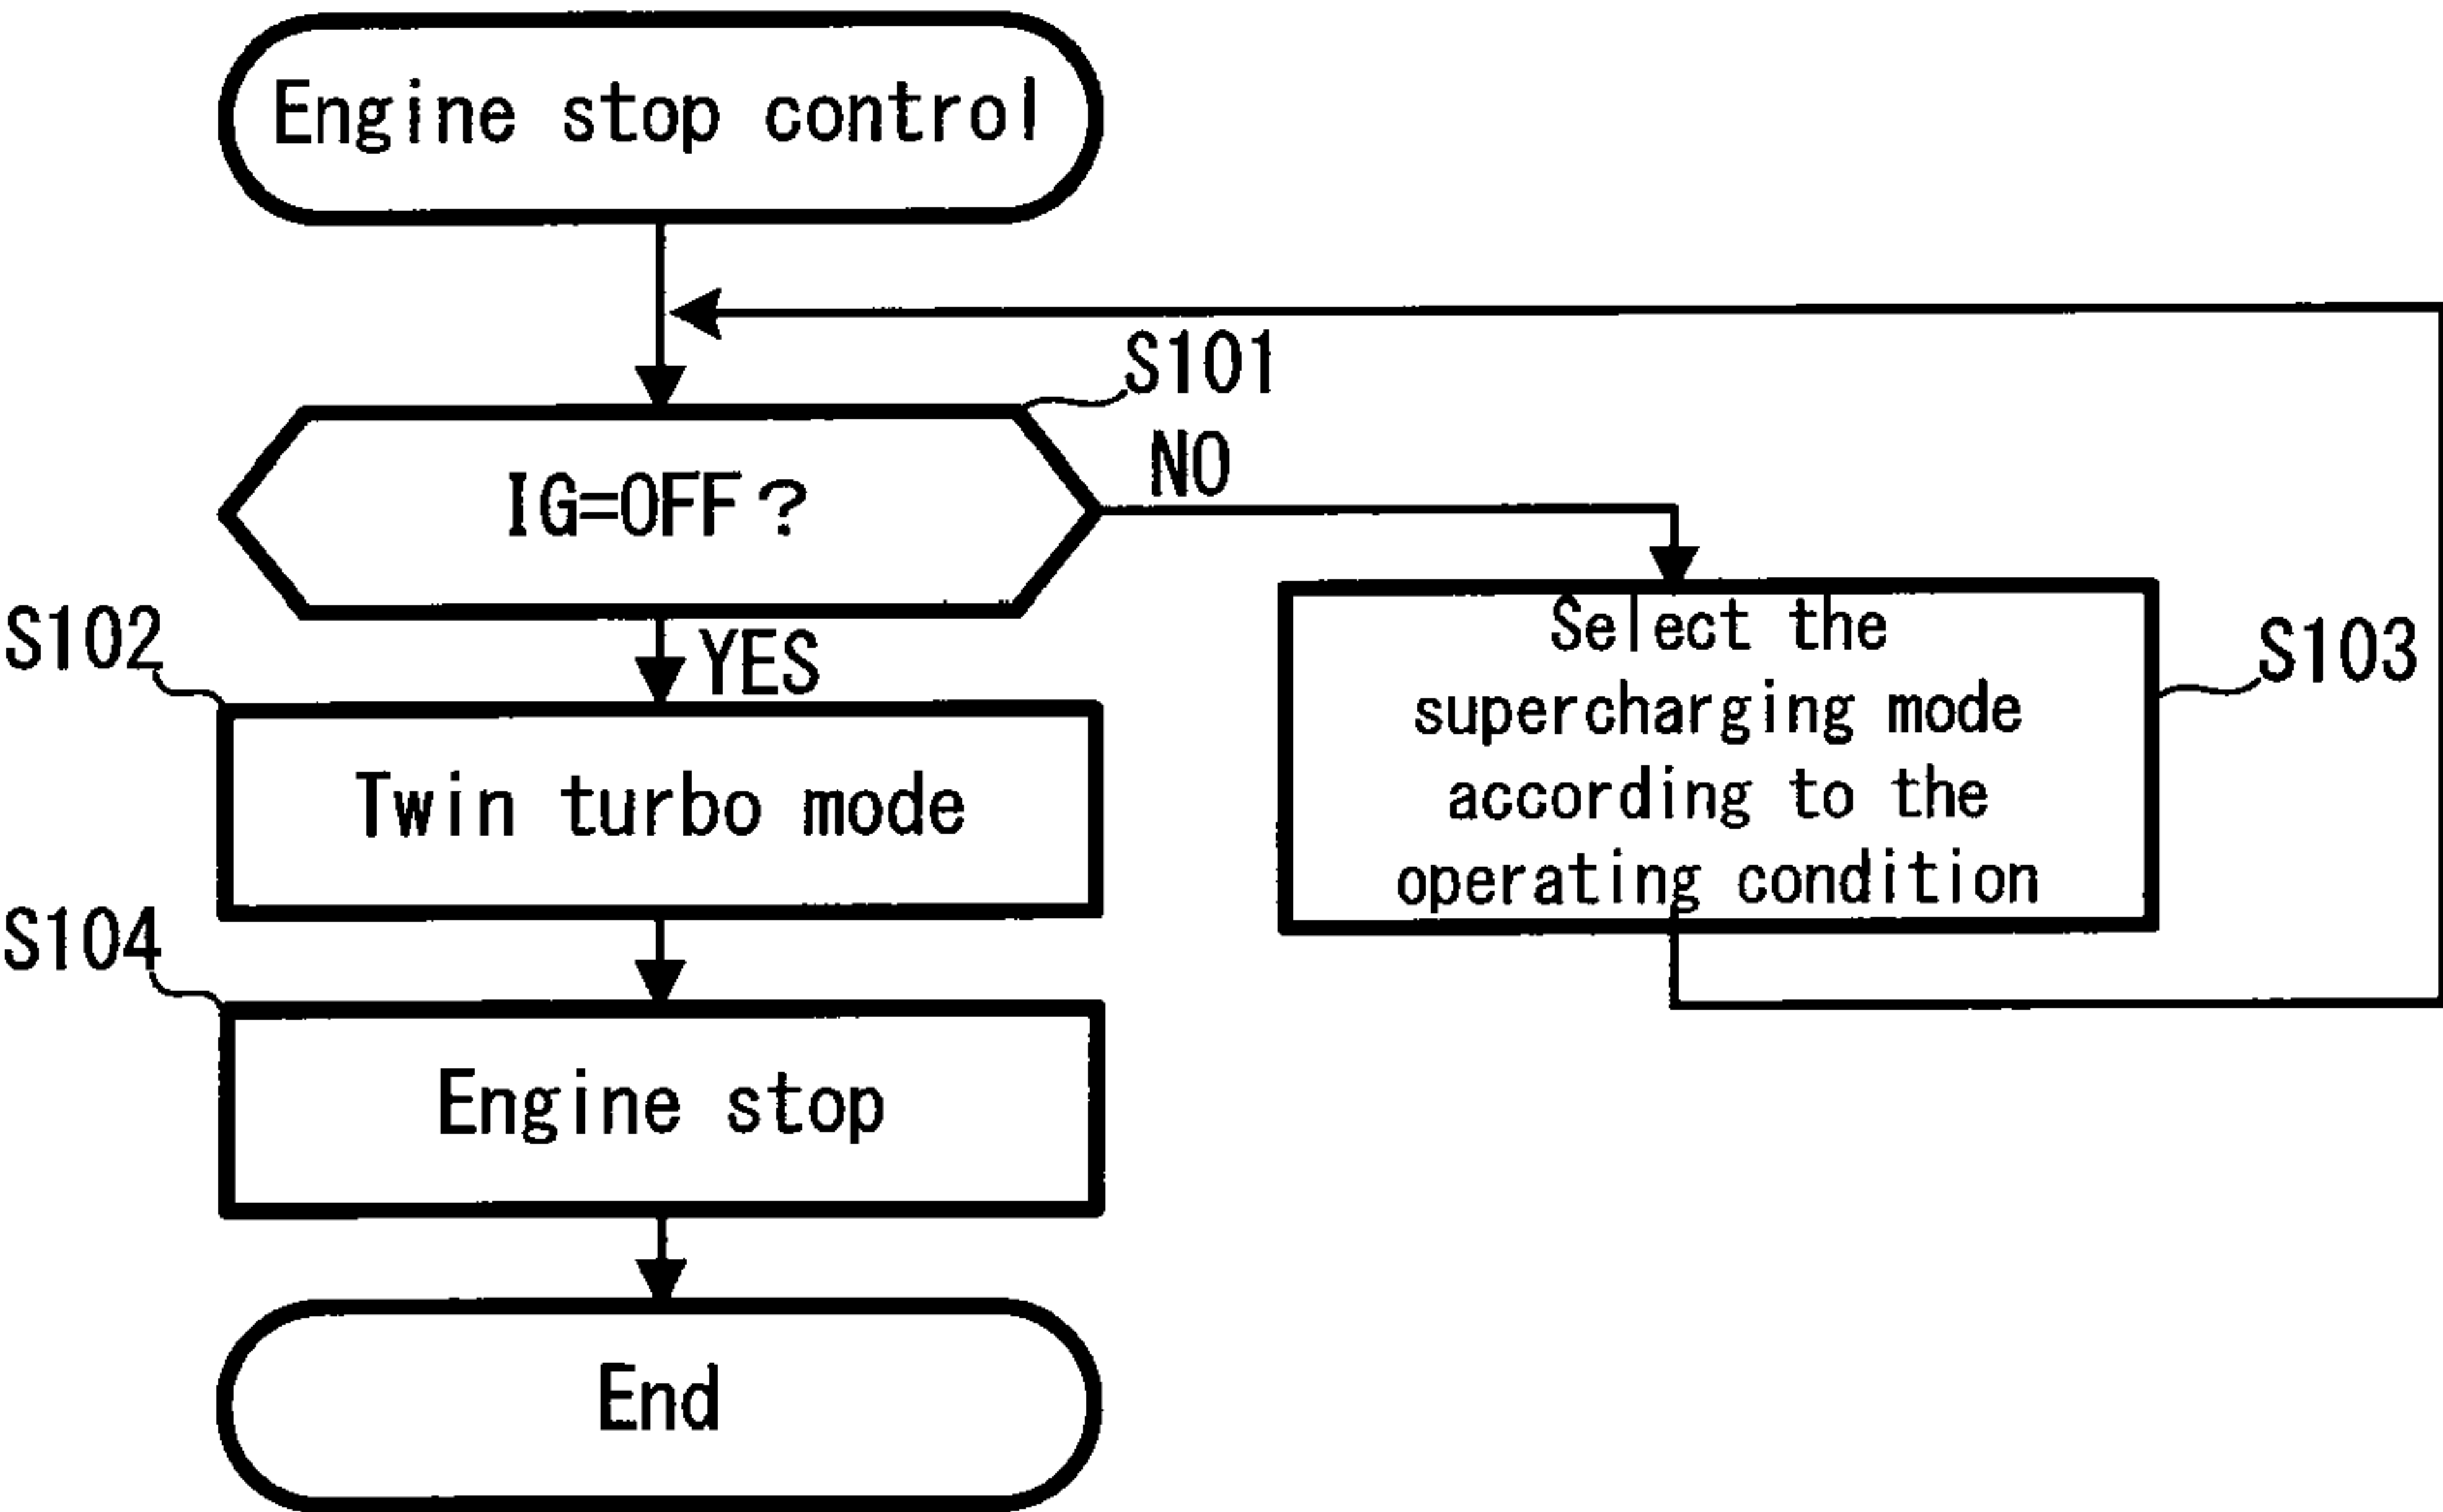 Engine stop control
S101
NO
IG=OFF?
YES
S102
Twin turbo mode
Select the
supercharging mode
according to the
operating condition
S103
S104
Engine stop
End